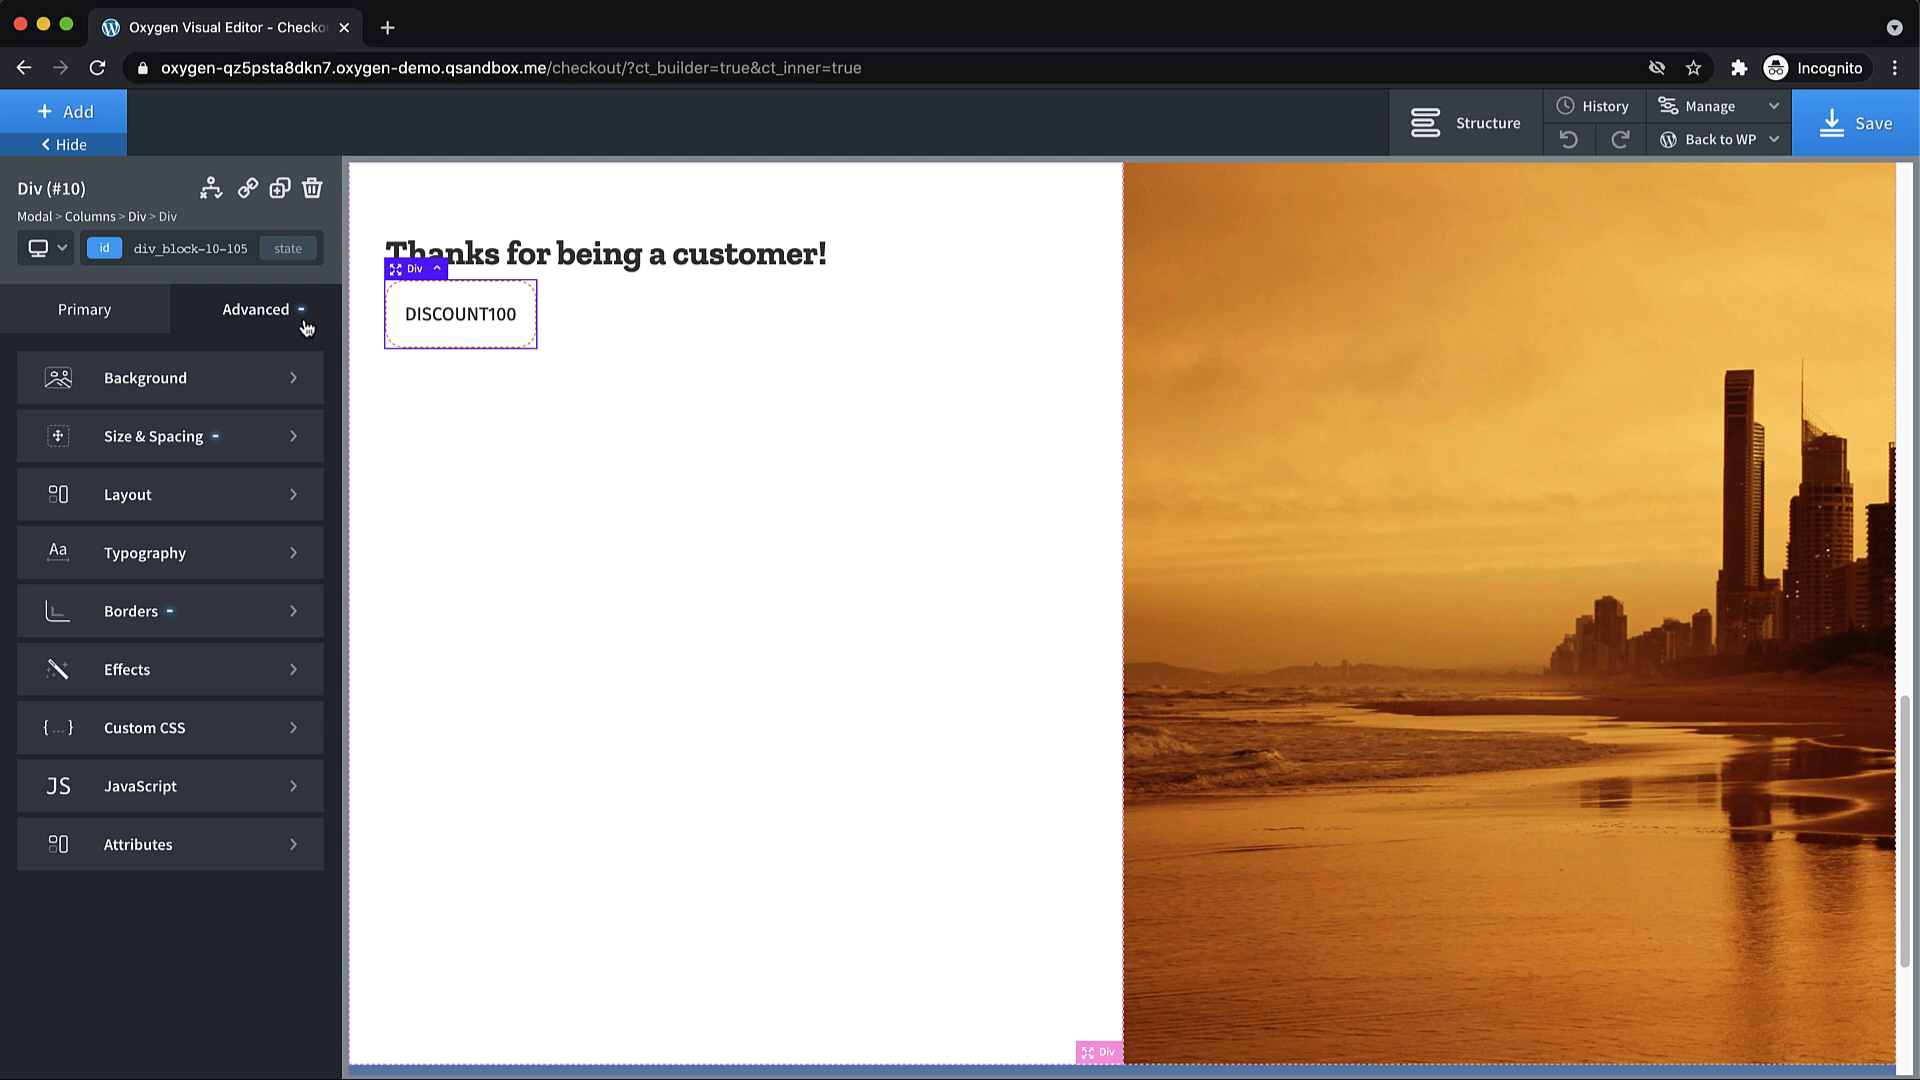 Oxygen Visual Editor - Checko
oxygen-qz5psta8dkn7.oxygen-demo.qsandbox.me/checkout/?ct_builder=true&ct_inner=true
Incognito
+ Add
Hide
Structure
History
Manage
Back to WP
Save
Div (#10)
Modal > Columns > Div > Div
id div_block-10-105 state
Primary
Advanced
Background
Size & Spacing
Layout
Aa Typography
Borders
Effects
{...} Custom CSS
JS JavaScript
Attributes
Thanks for being a customer!
Div
DISCOUNT100
Div